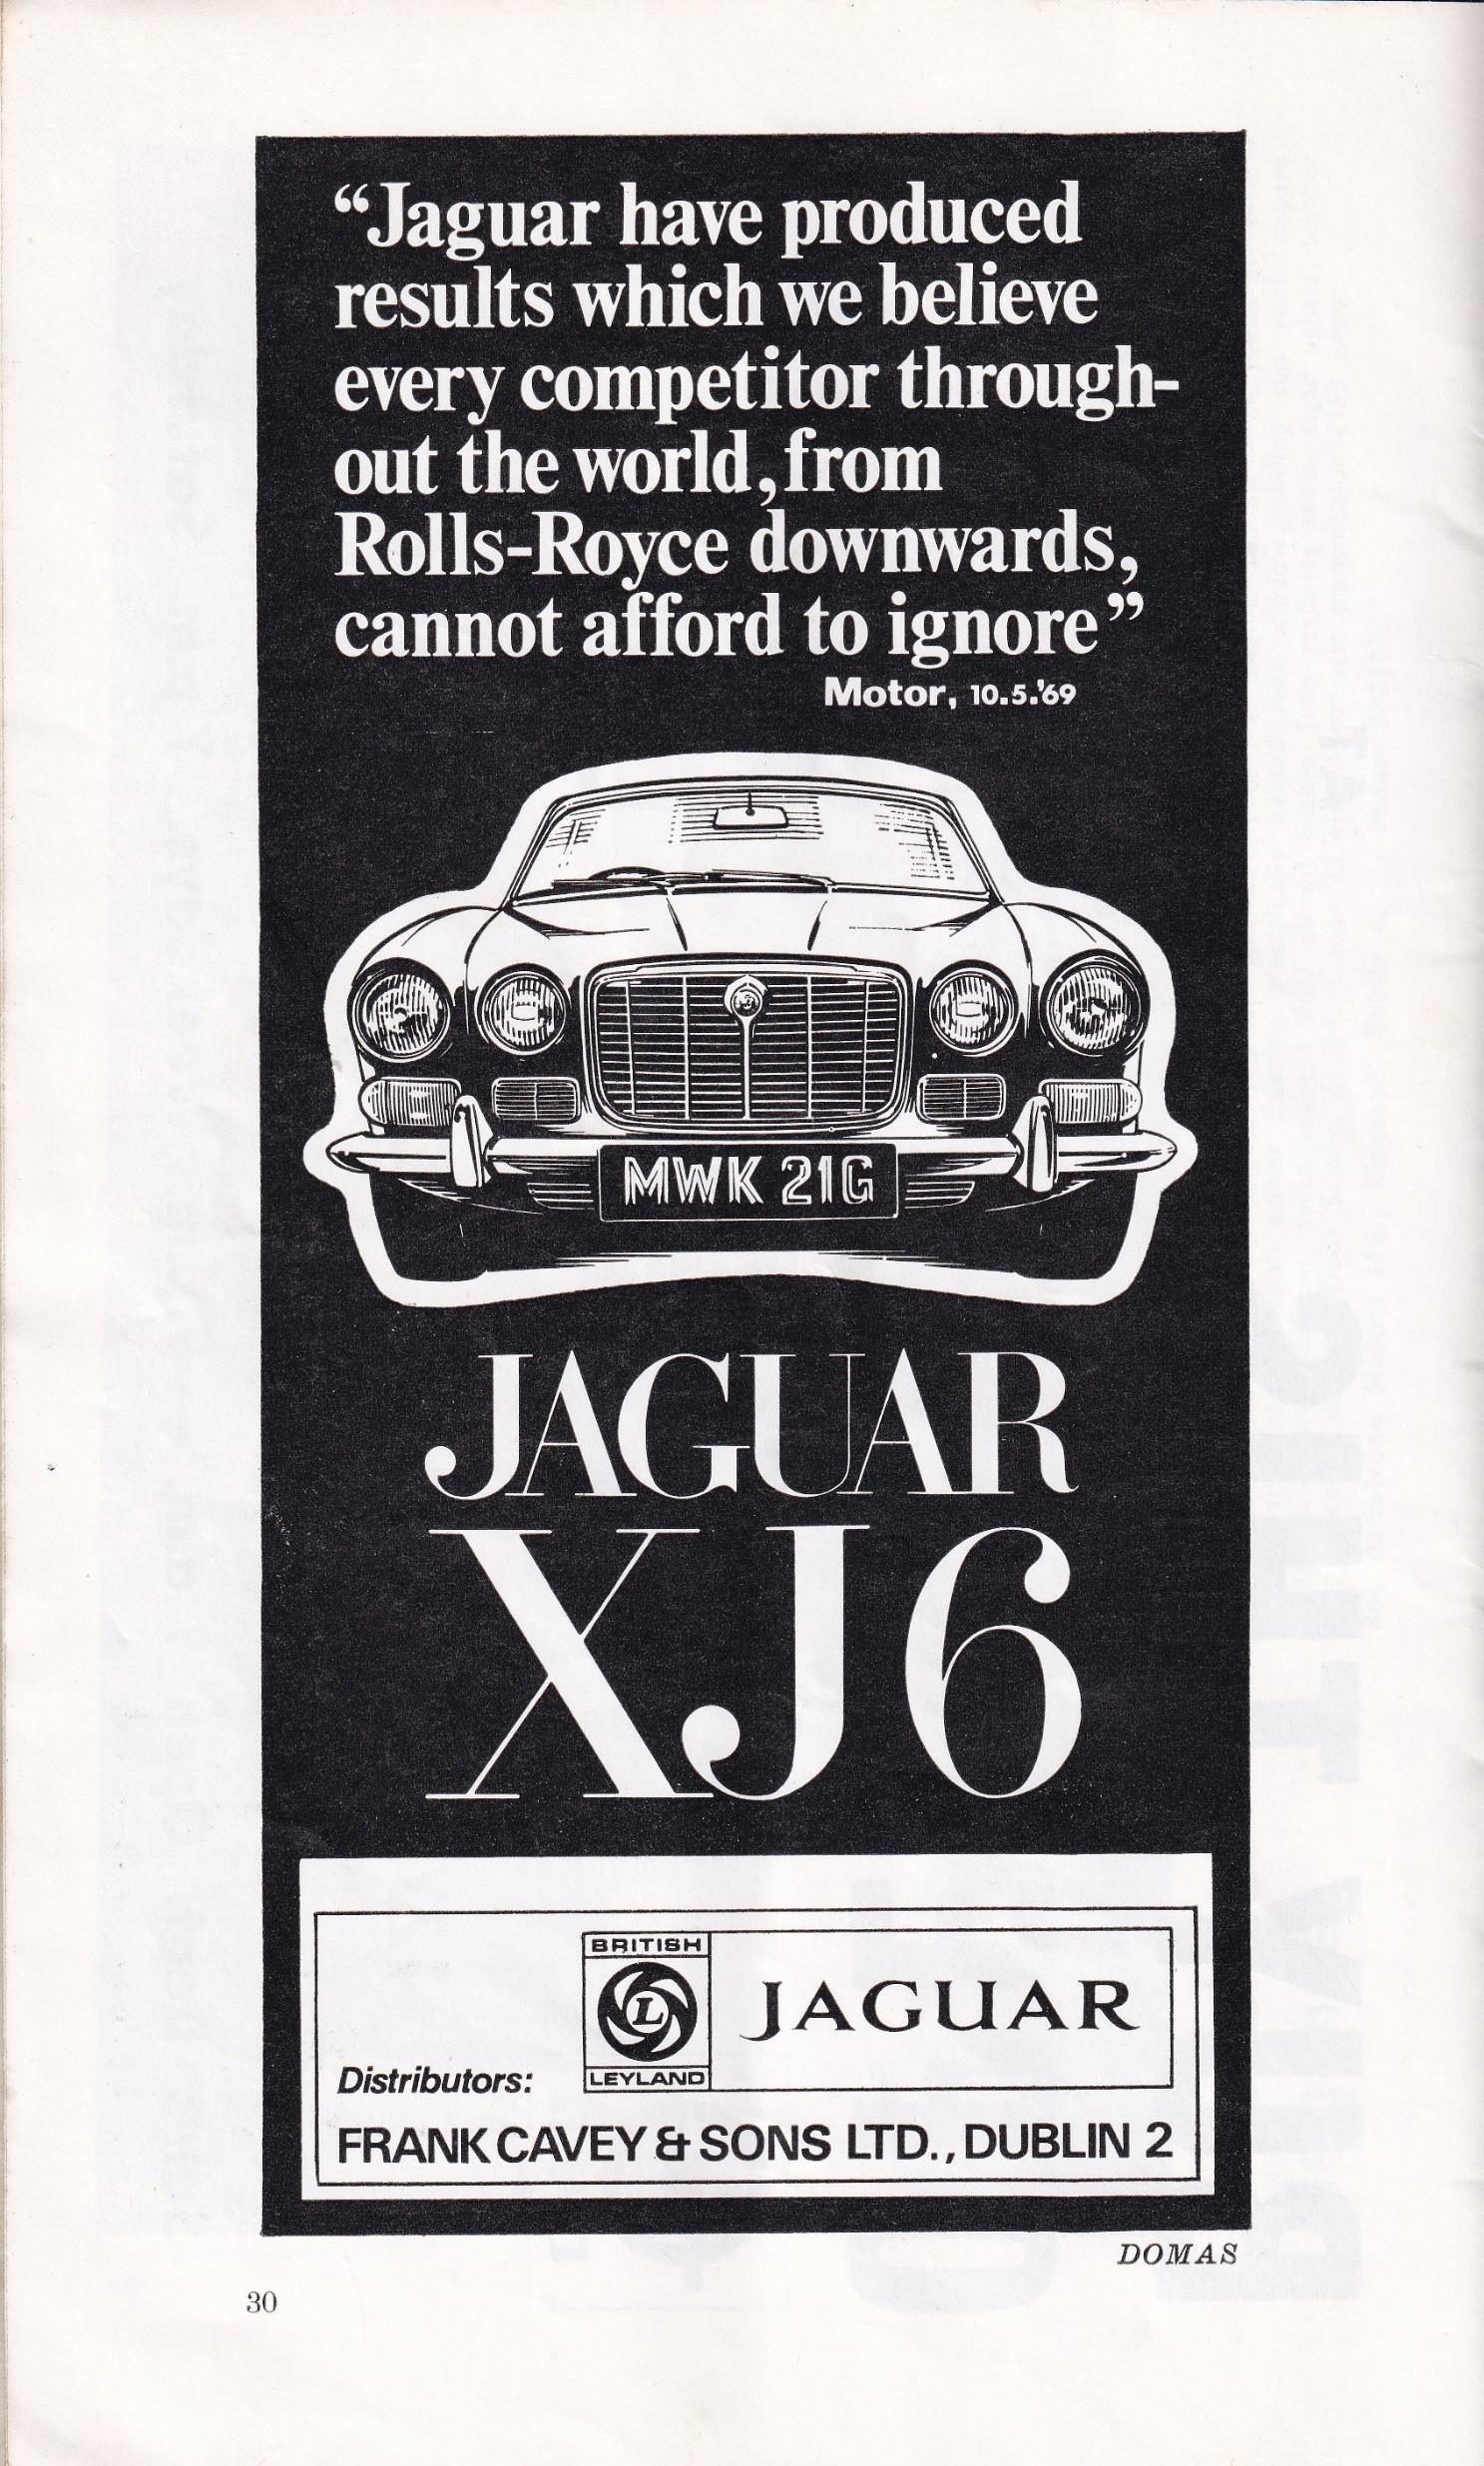 “Jaguar have produced
results which we believe
every competitor through-
out the world, from
Rolls-Royce downwards,
cannot afford to ignore”
Motor, 10.5.'69
MWK 21G
JAGUAR
XJ6
BRITISH
L
LEYLAND
JAGUAR
Distributors:
FRANK CAVEY & SONS LTD., DUBLIN 2
DOMAS
30